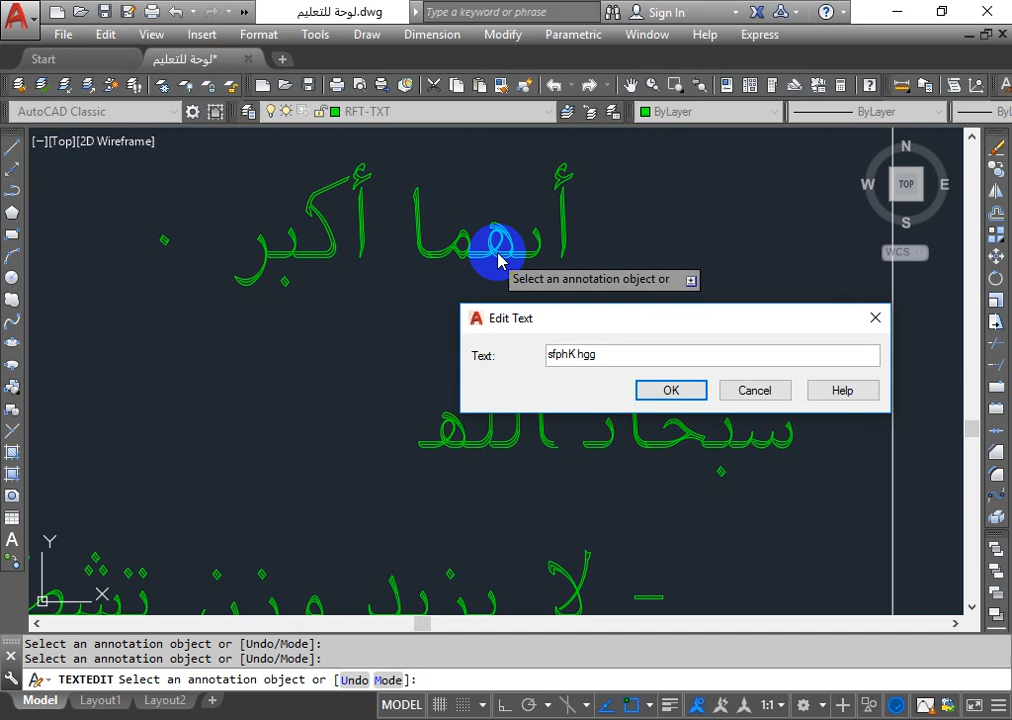 لوحة للتعليم.dwg
Type a keyword or phrase
Sign In
File Edit View Insert Format Tools Draw Dimension Modify Parametric Window Help Express
Start
لوحة للتعليم*
AutoCAD Classic
RFT-TXT
ByLayer
ByLayer
[−][Top][2D Wireframe]
N
W TOP E
S
WCS
Select an annotation object or
Edit Text
Text: sfphK hgg
OK Cancel Help
Y
X
Select an annotation object or [Undo/Mode]:
Select an annotation object or [Undo/Mode]:
TEXTEDIT Select an annotation object or [Undo Mode]:
Model Layout1 Layout2
MODEL 1:1